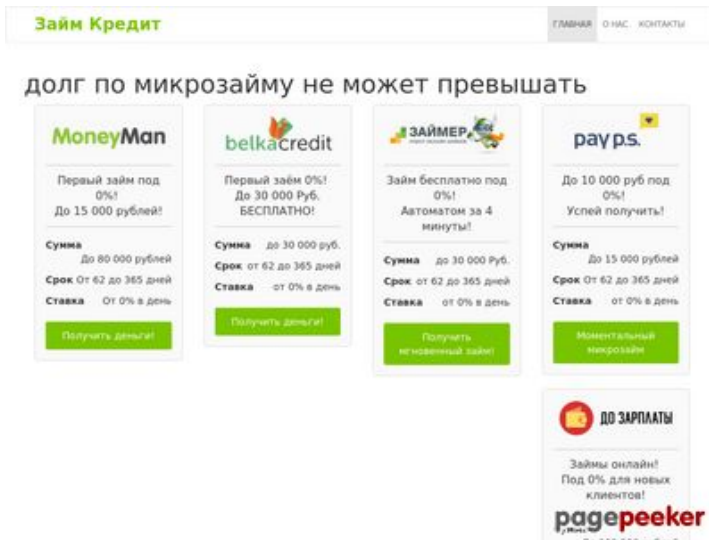 Займ Кредит
ГЛАВНАЯ О НАС КОНТАКТЫ
долг по микрозайму не может превышать
MoneyMan
Первый займ под
0%!
До 15 000 рублей!
Сумма
До 80 000 рублей
Срок От 62 до 365 дней
Ставка От 0% в день
Получить деньги!
belkacredit
Первый заём 0%!
До 30 000 Руб.
БЕСПЛАТНО!
Сумма до 30 000 руб.
Срок от 62 до 365 дней
Ставка от 0% в день
Получить деньги!
ЗАЙМЕР
Займ бесплатно под
0%!
Автоматом за 4
минуты!
Сумма до 30 000 Руб.
Срок от 62 до 365 дней
Ставка от 0% в день
Получить
мгновенный займ!
pay p.s.
До 10 000 руб под
0%!
Успей получить!
Сумма
До 15 000 рублей
Срок От 62 до 365 дней
Ставка От 0% в день
Моментальный
микрозайм
ДО ЗАРПЛАТЫ
Займы онлайн!
Под 0% для новых
клиентов!
pagepeeker